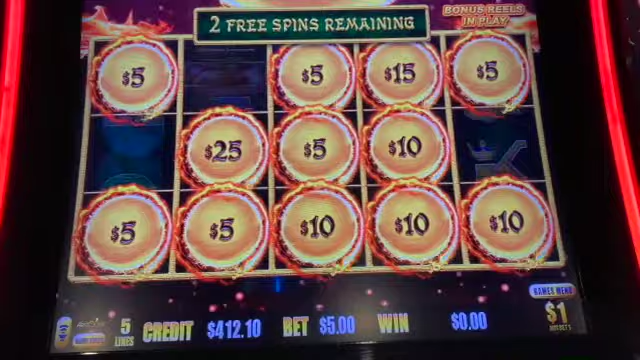 2 FREE SPINS REMAINING
BONUS REELS
IN PLAY
$5 $5 $15 $5
$25 $5 $10
$5 $5 $10 $10 $10
GAMES MENU
5
LINES
CREDIT $412.10 BET $5.00 WIN $0.00
$1